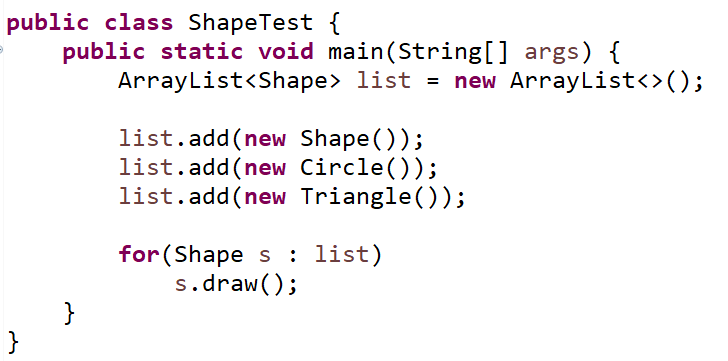 public class ShapeTest {
    public static void main(String[] args) {
        ArrayList<Shape> list = new ArrayList<>();

        list.add(new Shape());
        list.add(new Circle());
        list.add(new Triangle());

        for(Shape s : list)
            s.draw();
    }
}